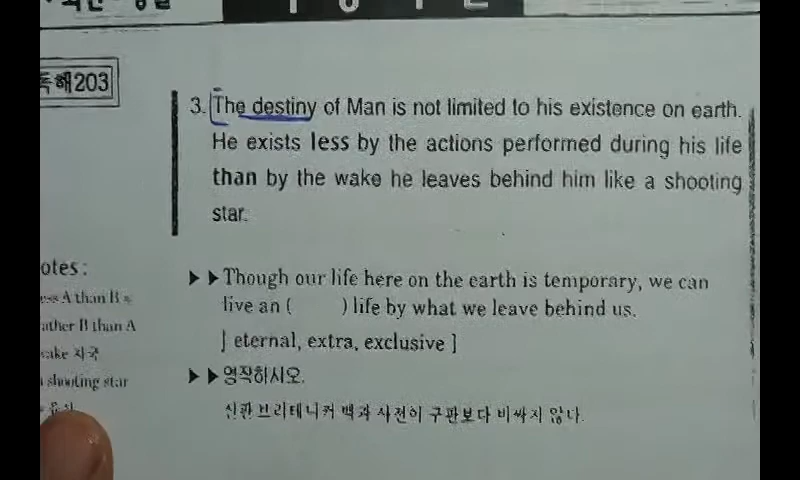 독해203
3. The destiny of Man is not limited to his existence on earth.
He exists less by the actions performed during his life
than by the wake he leaves behind him like a shooting
star.
otes :
ess A than B =
ather B than A
wake 자국
shooting star
= 유성
▶▶Though our life here on the earth is temporary, we can
live an ( ) life by what we leave behind us.
[ eternal, extra, exclusive ]
▶▶영작하시오.
신판 브리태니커 백과 사전이 구판보다 비싸지 않다.